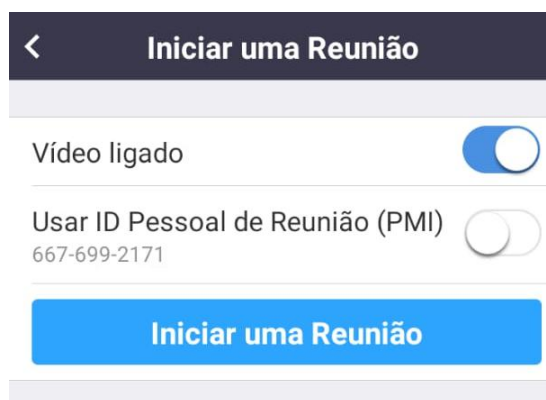 Iniciar uma Reunião
Vídeo ligado
Usar ID Pessoal de Reunião (PMI)
667-699-2171
Iniciar uma Reunião